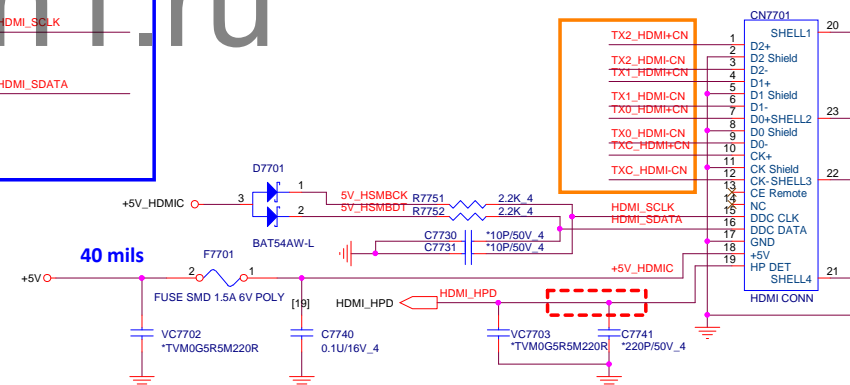 HDMI_SCLK
HDMI_SDATA
.ru
CN7701
SHELL1 20
TX2_HDMI+CN 1 D2+
2 D2 Shield
TX2_HDMI-CN 3 D2-
TX1_HDMI+CN 4 D1+
5 D1 Shield
TX1_HDMI-CN 6 D1-
TX0_HDMI+CN 7 D0+ SHELL2 23
8 D0 Shield
TX0_HDMI-CN 9 D0-
TXC_HDMI+CN 10 CK+
11 CK Shield
TXC_HDMI-CN 12 CK- SHELL3 22
13 CE Remote
14 NC
HDMI_SCLK 15 DDC CLK
HDMI_SDATA 16 DDC DATA
17 GND
+5V_HDMIC 18 +5V
19 HP DET
SHELL4 21
HDMI CONN
D7701
+5V_HDMIC 3 1 2
BAT54AW-L
5V_HSMBCK R7751 2.2K_4
5V_HSMBDT R7752 2.2K_4
C7730 *10P/50V_4
C7731 *10P/50V_4
40 mils
+5V 2 F7701 1
FUSE SMD 1.5A 6V POLY
[19] HDMI_HPD HDMI_HPD
VC7702
*TVM0G5R5M220R
C7740
0.1U/16V_4
VC7703
*TVM0G5R5M220R
C7741
*220P/50V_4